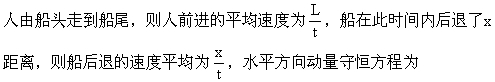 人由船头走到船尾，则人前进的平均速度为L/t，船在此时间内后退了x
距离，则船后退的速度平均为x/t，水平方向动量守恒方程为